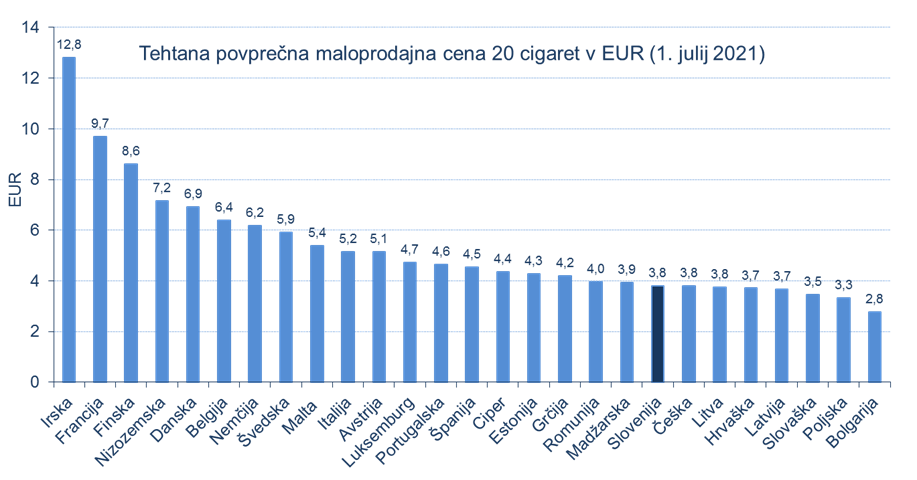 Tehtana povprečna maloprodajna cena 20 cigaret v EUR (1. julij 2021)
EUR
14
12
10
8
6
4
2
0
12,8
9,7
8,6
7,2
6,9
6,4
6,2
5,9
5,4
5,2
5,1
4,7
4,6
4,5
4,4
4,3
4,2
4,0
3,9
3,8
3,8
3,8
3,7
3,7
3,5
3,3
2,8
Irska
Francija
Finska
Nizozemska
Danska
Belgija
Nemčija
Švedska
Malta
Italija
Avstrija
Luksemburg
Portugalska
Španija
Ciper
Estonija
Grčija
Romunija
Madžarska
Slovenija
Češka
Litva
Hrvaška
Latvija
Slovaška
Poljska
Bolgarija